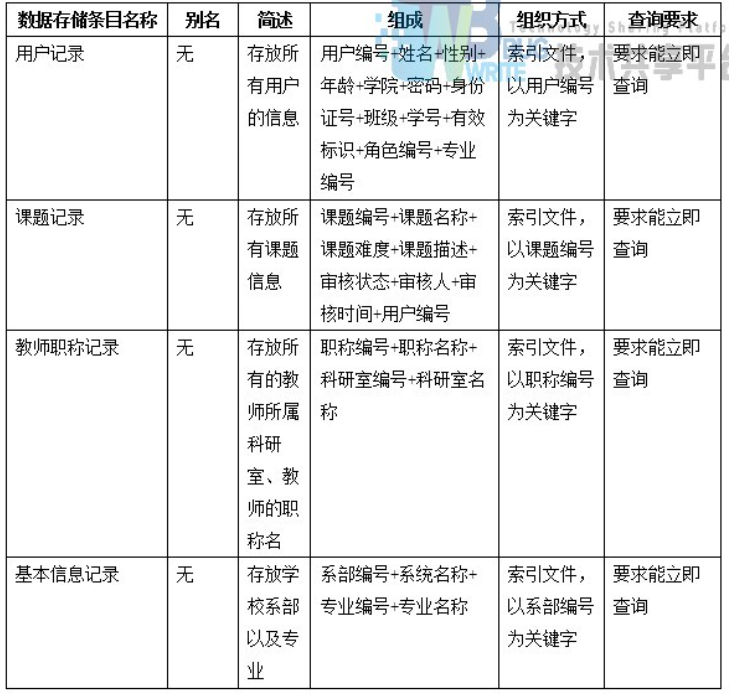 数据存储条目名称 别名 简述 组成 组织方式 查询要求
用户记录 无 存放所 用户编号+姓名+性别+ 索引文件， 要求能立即
有用户 年龄+学院+密码+身份 以用户编号 查询
的信息 证号+班级+学号+有效 为关键字
标识+角色编号+专业
编号
课题记录 无 存放所 课题编号+课题名称+ 索引文件， 要求能立即
有课题 课题难度+课题描述+ 以课题编号 查询
信息 审核状态+审核人+审 为关键字
核时间+用户编号
教师职称记录 无 存放所 职称编号+职称名称+ 索引文件， 要求能立即
有的教 科研室编号+科研室名 以职称编号 查询
师所属 称 为关键字
科研
室、教
师的职
称名
基本信息记录 无 存放学 系部编号+系统名称+ 索引文件， 要求能立即
校系部 专业编号+专业名称 以系部编号 查询
以及专 为关键字
业
Technology Sharing Platfo
WRITE BUG 技术共享平台